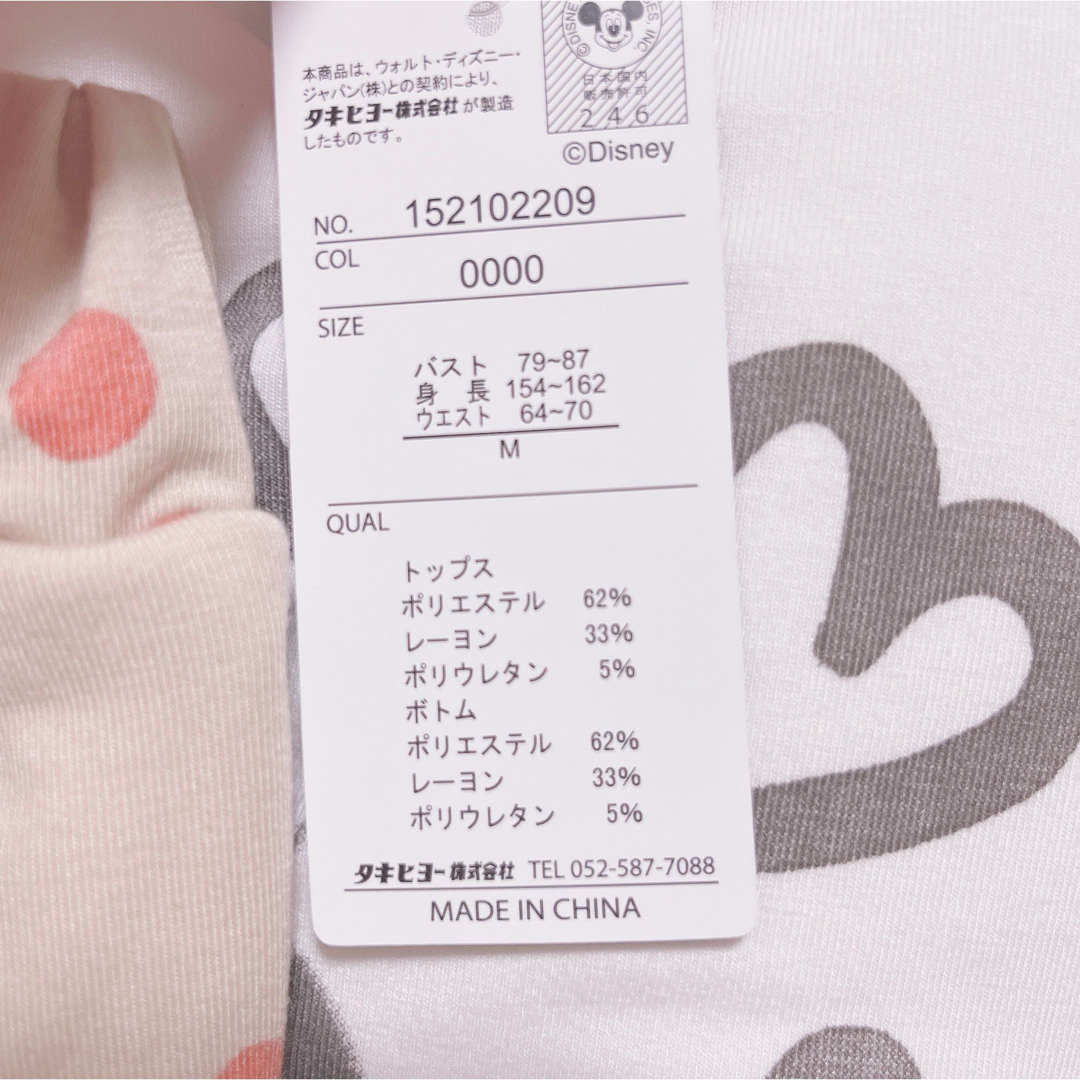 本商品は、ウォルト・ディズニー・
ジャパン(株)との契約により、
タキヒヨー株式会社が製造
したものです。
©DISNEY
ES, INC.
日本国内
販売許可
246
©Disney
NO. 152102209
COL 0000
SIZE
バスト 79~87
身 長 154~162
ウエスト 64~70
M
QUAL
トップス
ポリエステル 62%
レーヨン 33%
ポリウレタン 5%
ボトム
ポリエステル 62%
レーヨン 33%
ポリウレタン 5%
タキヒヨー株式会社 TEL 052-587-7088
MADE IN CHINA